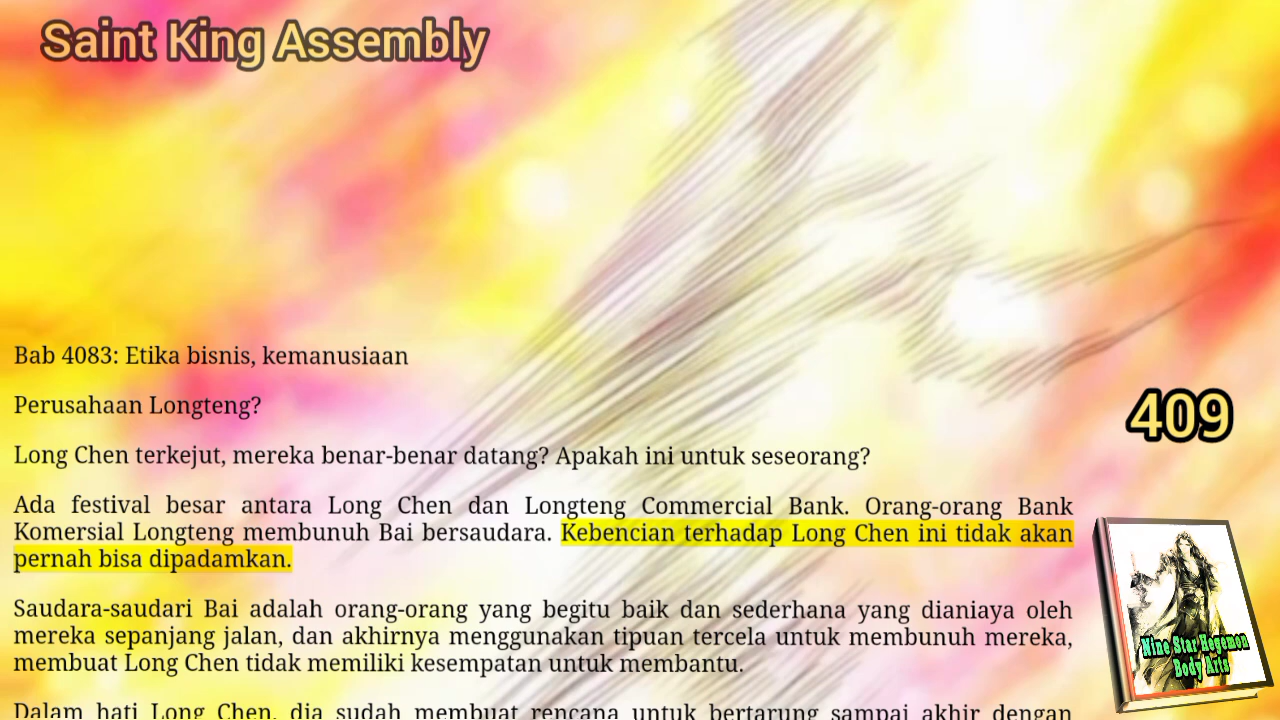 Saint King Assembly
Bab 4083: Etika bisnis, kemanusiaan
Perusahaan Longteng?
Long Chen terkejut, mereka benar-benar datang? Apakah ini untuk seseorang?
Ada festival besar antara Long Chen dan Longteng Commercial Bank. Orang-orang Bank
Komersial Longteng membunuh Bai bersaudara. Kebencian terhadap Long Chen ini tidak akan
pernah bisa dipadamkan.
Saudara-saudari Bai adalah orang-orang yang begitu baik dan sederhana yang dianiaya oleh
mereka sepanjang jalan, dan akhirnya menggunakan tipuan tercela untuk membunuh mereka,
membuat Long Chen tidak memiliki kesempatan untuk membantu.
Dalam hati Long Chen, dia sudah membuat rencana untuk bertarung sampai akhir dengan
409
Nine Star Hegemon
Body Arts